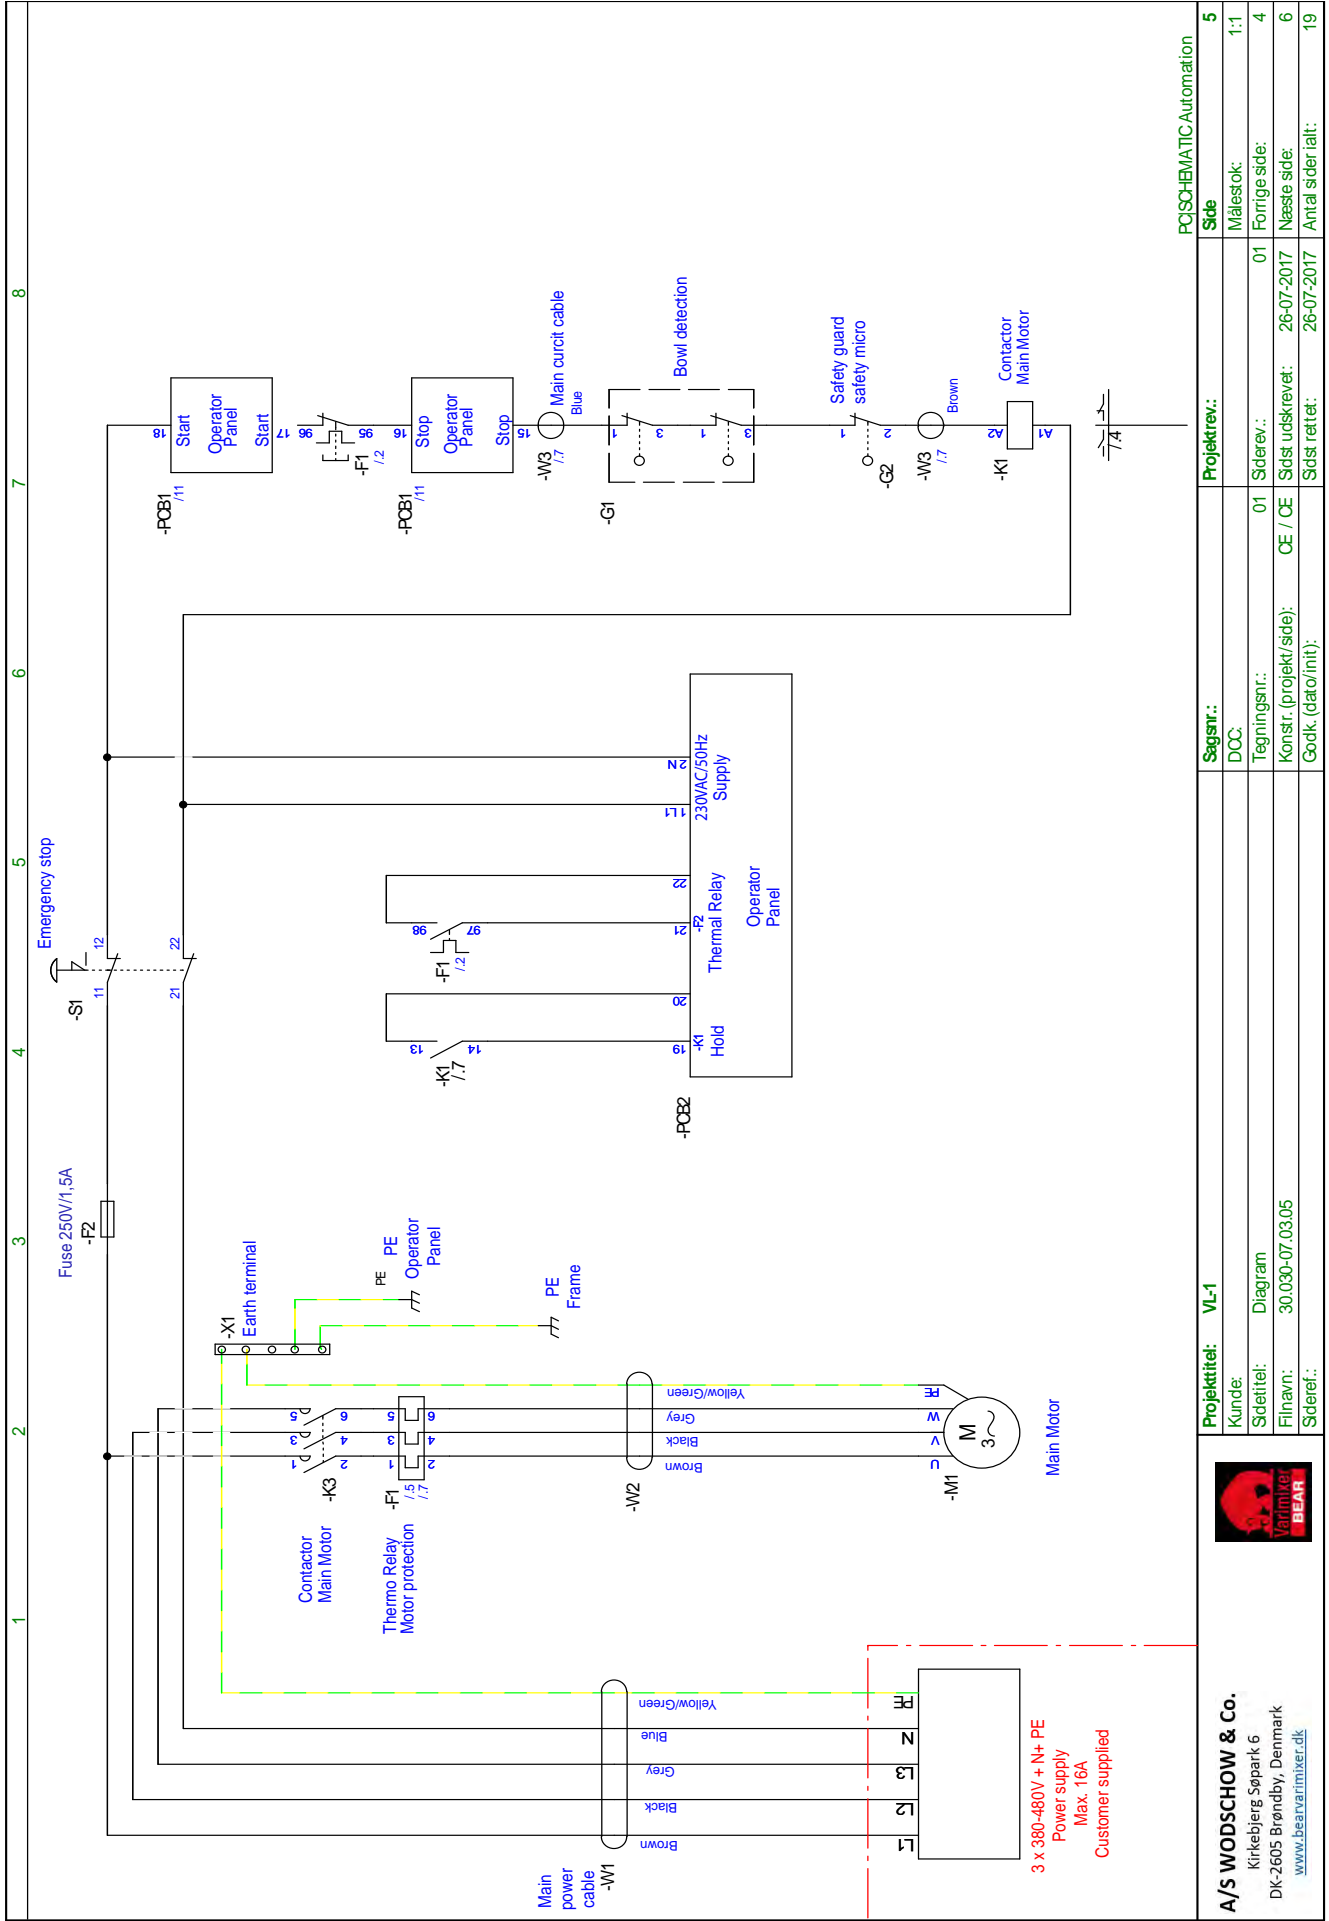 1
2
3
4
5
6
7
8
Emergency stop
-S1
11
12
21
22
Fuse 250V/1,5A
-F2
-X1
Earth terminal
PE
PE
Operator
Panel
PE
Frame
Contactor
Main Motor
-K3
1
2
3
4
5
6
Thermo Relay
Motor protection
-F1
/.5
/.7
1
2
3
4
5
6
-W2
Brown
Black
Grey
Yellow/Green
U
V
W
PE
-M1
M
3~
Main Motor
Main
power
cable
-W1
Brown
Black
Grey
Blue
Yellow/Green
L1
L2
L3
N
PE
3 x 380-480V + N+ PE
Power supply
Max. 16A
Customer supplied
-K1
/.7
13
14
-F1
/.2
98
97
-PCB2
19
20
21
22
1 L1
2 N
-K1
Hold
-F2
Thermal Relay
230VAC/50Hz
Supply
Operator
Panel
-PCB1
/11
18
Start
Operator
Panel
Start
17
96
-F1
/.2
95
-PCB1
/11
16
Stop
Operator
Panel
Stop
15
-W3
/.7
Main curcit cable
Blue
-G1
Bowl detection
1
3
1
3
Safety guard
safety micro
1
2
-G2
-W3
/.7
Brown
Contactor
Main Motor
-K1
A2
A1
/.4
PC|SCHEMATIC Automation
A/S WODSCHOW & Co.
Kirkebjerg Søpark 6
DK-2605 Brøndby, Denmark
www.bearvarimixer.dk
Varimixer
BEAR
Projekttitel: VL-1
Kunde:
Sidetitel: Diagram
Filnavn: 30.030-07.03.05
Sideref.:
Sagsnr.:
DCC:
Tegningsnr.: 01
Konstr. (projekt/side): CE / CE
Godk. (dato/init):
Projektrev.:
Siderev.: 01
Sidst udskrevet: 26-07-2017
Sidst rettet: 26-07-2017
Side 5
Målestok: 1:1
Forrige side: 4
Næste side: 6
Antal sider ialt: 19